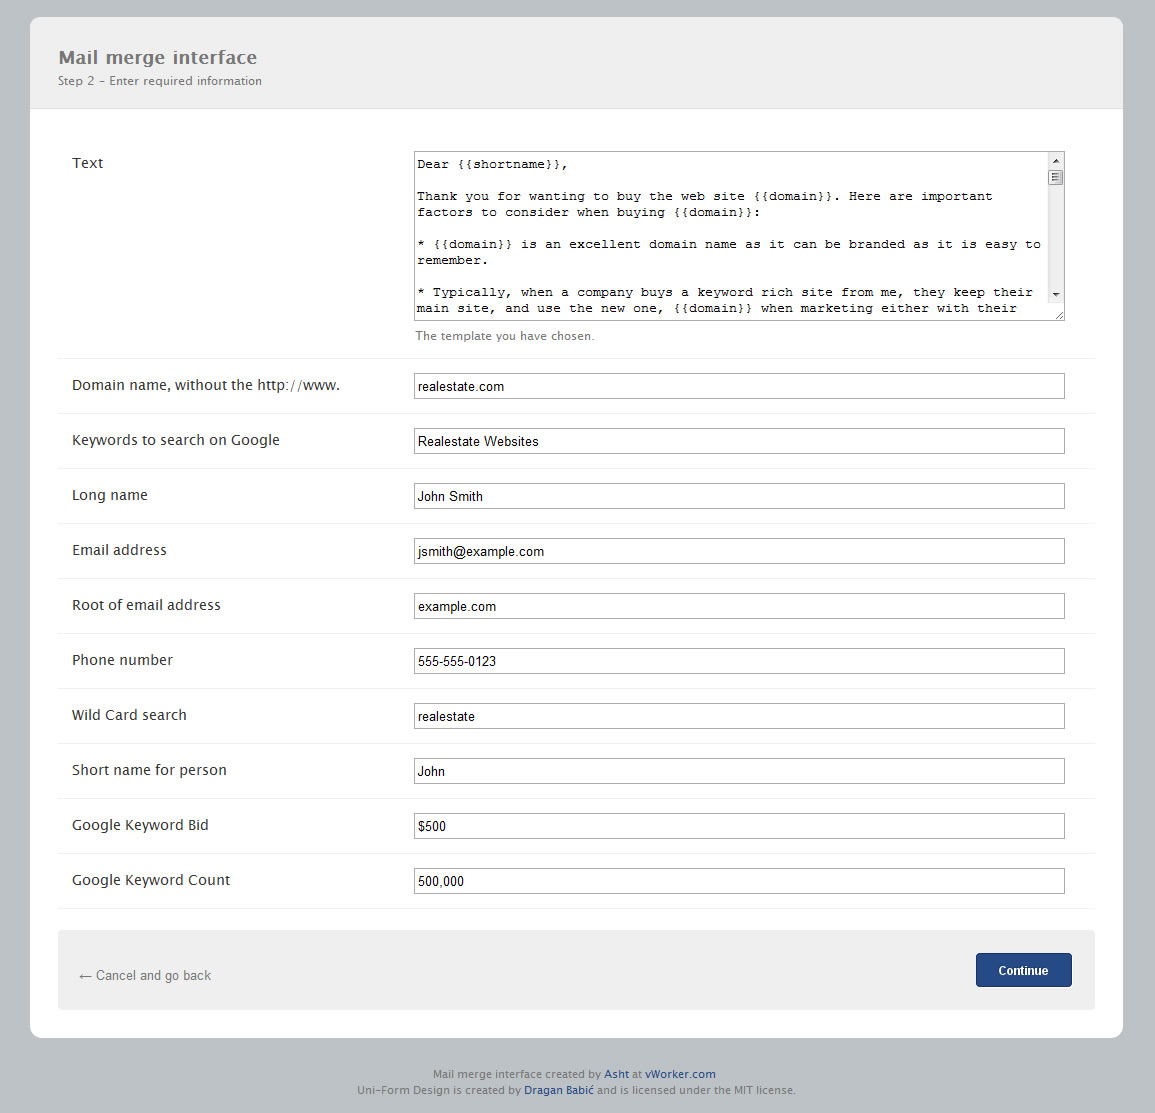 Mail merge interface
Step 2 - Enter required information
Text
Dear {{shortname}},
Thank you for wanting to buy the web site {{domain}}. Here are important
factors to consider when buying {{domain}}:
* {{domain}} is an excellent domain name as it can be branded as it is easy to
remember.
* Typically, when a company buys a keyword rich site from me, they keep their
main site, and use the new one, {{domain}} when marketing either with their
The template you have chosen.
Domain name, without the http://www.
realestate.com
Keywords to search on Google
Realestate Websites
Long name
John Smith
Email address
jsmith@example.com
Root of email address
example.com
Phone number
555-555-0123
Wild Card search
realestate
Short name for person
John
Google Keyword Bid
$500
Google Keyword Count
500,000
← Cancel and go back
Continue
Mail merge interface created by Asht at vWorker.com
Uni-Form Design is created by Dragan Babić and is licensed under the MIT license.